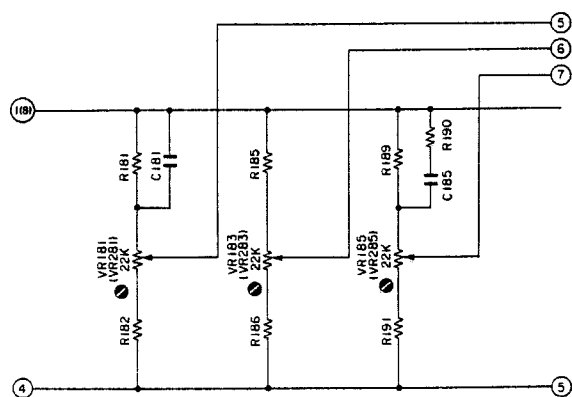 5
6
7
1(8)
R181
C181
R185
R189
R190
C185
VR181
(VR281)
22K
VR183
(VR283)
22K
VR185
(VR285)
22K
R182
R186
R191
4
5